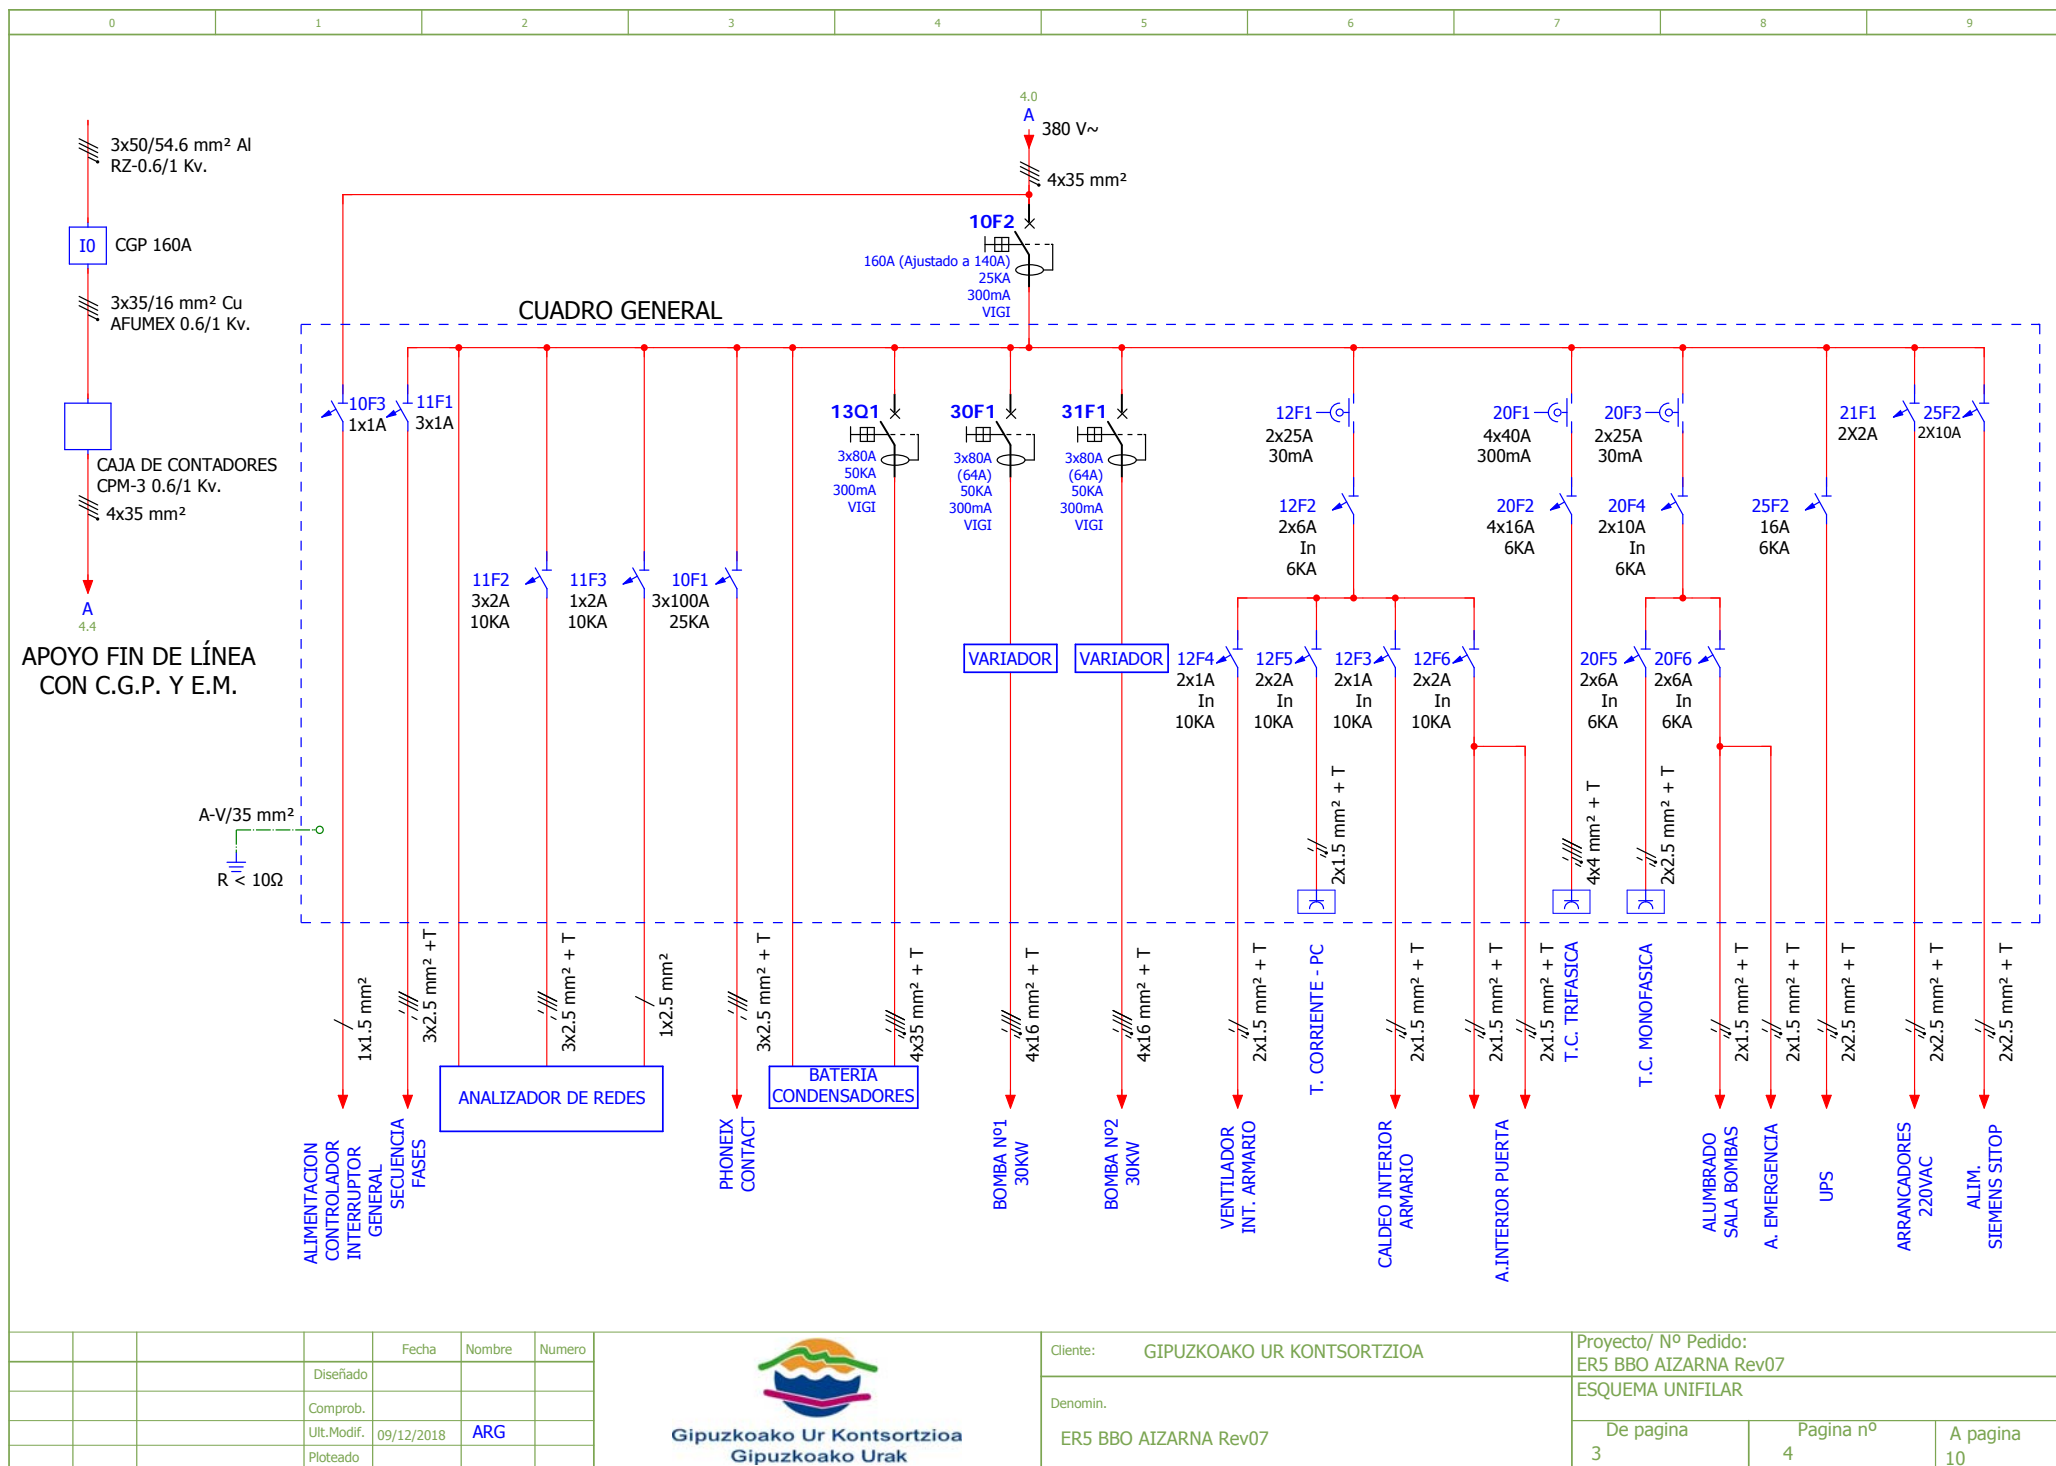 0 1 2 3 4 5 6 7 8 9
3x50/54.6 mm² Al
RZ-0.6/1 Kv.
I0
CGP 160A
3x35/16 mm² Cu
AFUMEX 0.6/1 Kv.
CAJA DE CONTADORES
CPM-3 0.6/1 Kv.
4x35 mm²
A
4.4
APOYO FIN DE LÍNEA
CON C.G.P. Y E.M.
4.0
A
380 V~
4x35 mm²
10F2
160A (Ajustado a 140A)
25KA
300mA
VIGI
CUADRO GENERAL
10F3
1x1A
11F1
3x1A
11F2
3x2A
10KA
11F3
1x2A
10KA
10F1
3x100A
25KA
13Q1
3x80A
50KA
300mA
VIGI
30F1
3x80A
(64A)
50KA
300mA
VIGI
31F1
3x80A
(64A)
50KA
300mA
VIGI
VARIADOR
VARIADOR
12F1
2x25A
30mA
12F2
2x6A
In
6KA
12F4
2x1A
In
10KA
12F5
2x2A
In
10KA
12F3
2x1A
In
10KA
12F6
2x2A
In
10KA
20F1
4x40A
300mA
20F2
4x16A
6KA
20F3
2x25A
30mA
20F4
2x10A
In
6KA
20F5
2x6A
In
6KA
20F6
2x6A
In
6KA
25F2
16A
6KA
21F1
2X2A
25F2
2X10A
A-V/35 mm²
R < 10Ω
2x1.5 mm² + T
4x4 mm² + T
2x2.5 mm² + T
1x1.5 mm²
3x2.5 mm² +T
3x2.5 mm² + T
1x2.5 mm²
3x2.5 mm² + T
4x35 mm² + T
4x16 mm² + T
4x16 mm² + T
2x1.5 mm² + T
2x1.5 mm² + T
2x1.5 mm² + T
2x1.5 mm² + T
2x1.5 mm² + T
2x1.5 mm² + T
2x2.5 mm² + T
2x2.5 mm² + T
2x2.5 mm² + T
ALIMENTACION
CONTROLADOR
INTERRUPTOR
GENERAL
SECUENCIA
FASES
ANALIZADOR DE REDES
PHONEIX
CONTACT
BATERIA
CONDENSADORES
BOMBA Nº1
30KW
BOMBA Nº2
30KW
VENTILADOR
INT. ARMARIO
T. CORRIENTE - PC
CALDEO INTERIOR
ARMARIO
A.INTERIOR PUERTA
T.C. TRIFASICA
T.C. MONOFASICA
ALUMBRADO
SALA BOMBAS
A. EMERGENCIA
UPS
ARRANCADORES
220VAC
ALIM.
SIEMENS SITOP
Fecha Nombre Numero
Diseñado
Comprob.
Ult.Modif. 09/12/2018 ARG
Ploteado
Gipuzkoako Ur Kontsortzioa
Gipuzkoako Urak
Cliente: GIPUZKOAKO UR KONTSORTZIOA
Denomin.
ER5 BBO AIZARNA Rev07
Proyecto/ Nº Pedido:
ER5 BBO AIZARNA Rev07
ESQUEMA UNIFILAR
De pagina Pagina nº A pagina
3 4 10